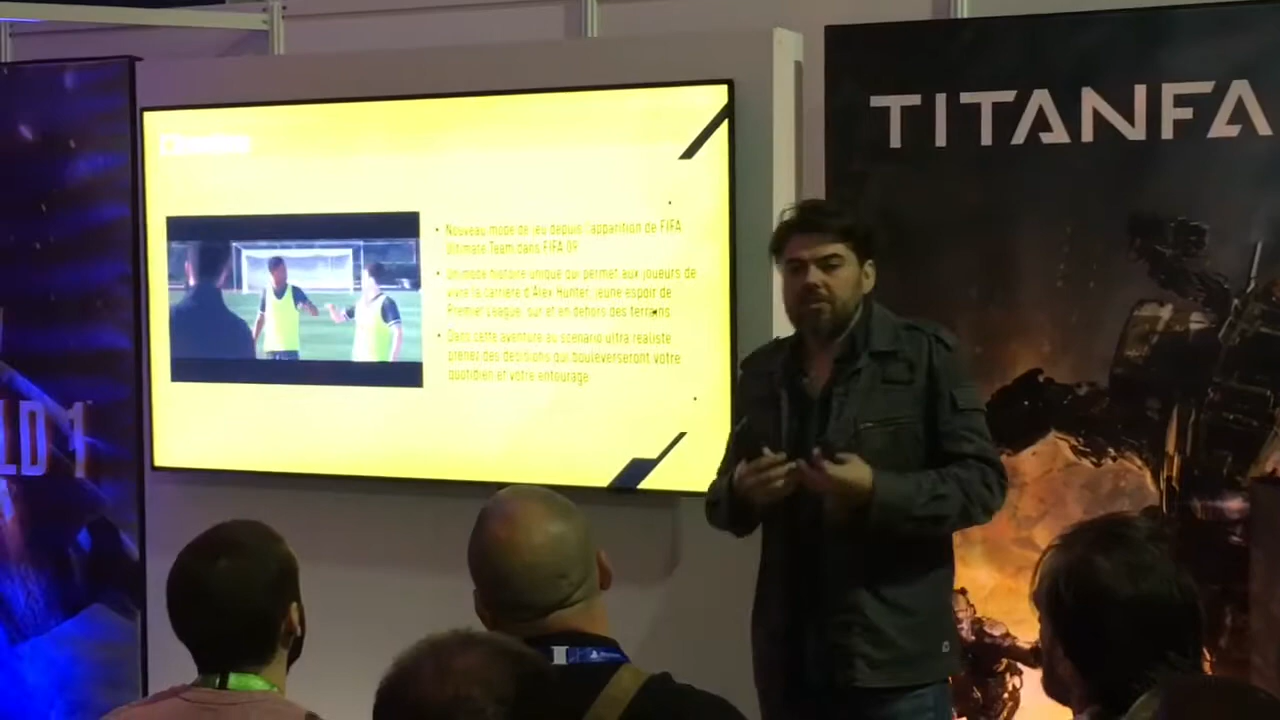 TITANFA
Nouveau mode de jeu depuis l'apparition de FIFA
Ultimate Team dans FIFA 09
Un mode histoire unique qui permet aux joueurs de
vivre la carrière d'Alex Hunter, jeune espoir de
Premier League, sur et en dehors des terrains
Dans cette aventure au scénario ultra réaliste
prenez des décisions qui bouleverseront votre
quotidien et votre entourage
LD 1